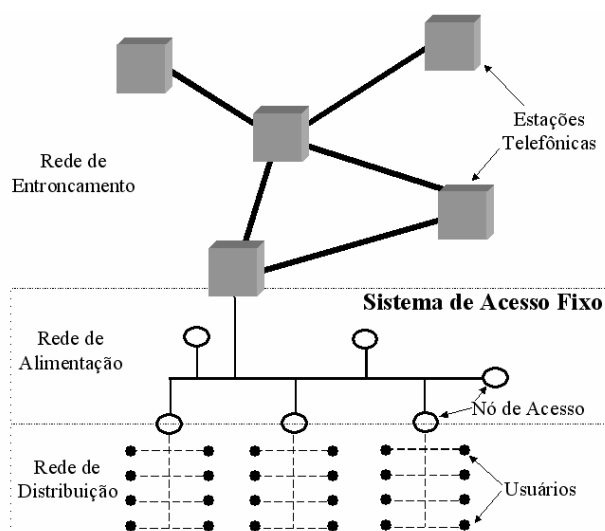 Estações
Telefônicas
Rede de
Entroncamento
Sistema de Acesso Fixo
Rede de
Alimentação
Nó de Acesso
Rede de
Distribuição
Usuários